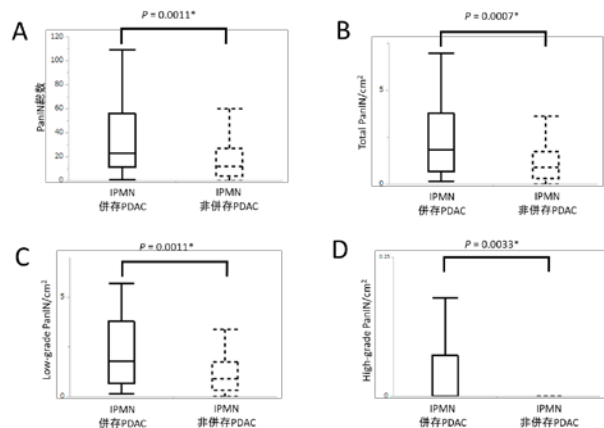 A
P = 0.0011*
PanIN総数
120
100
80
60
40
20
0
IPMN
併存PDAC
IPMN
非併存PDAC
B
P = 0.0007*
Total PanIN/cm²
5
0
IPMN
併存PDAC
IPMN
非併存PDAC
C
P = 0.0011*
Low-grade PanIN/cm²
5
0
IPMN
併存PDAC
IPMN
非併存PDAC
D
P = 0.0033*
High-grade PanIN/cm²
0.25
0
IPMN
併存PDAC
IPMN
非併存PDAC